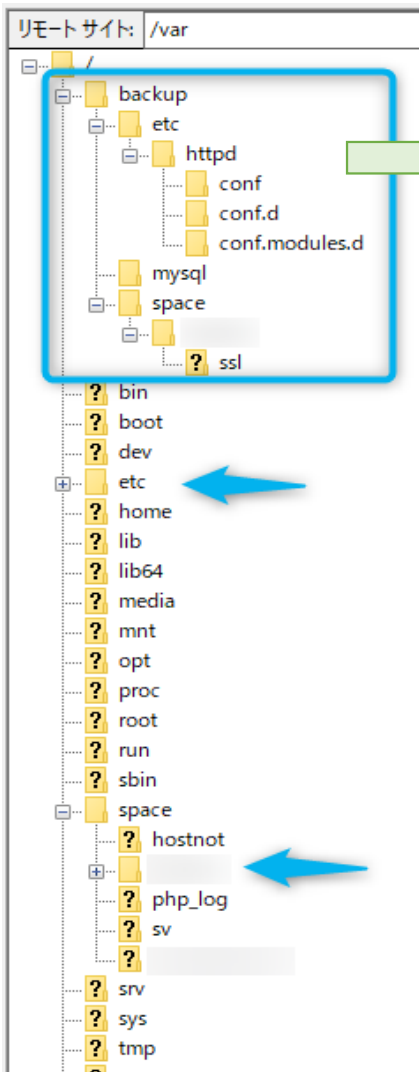 リモート サイト: /var
/
backup
etc
httpd
conf
conf.d
conf.modules.d
mysql
space
ssl
bin
boot
dev
etc
home
lib
lib64
media
mnt
opt
proc
root
run
sbin
space
hostnot
php_log
sv
srv
sys
tmp